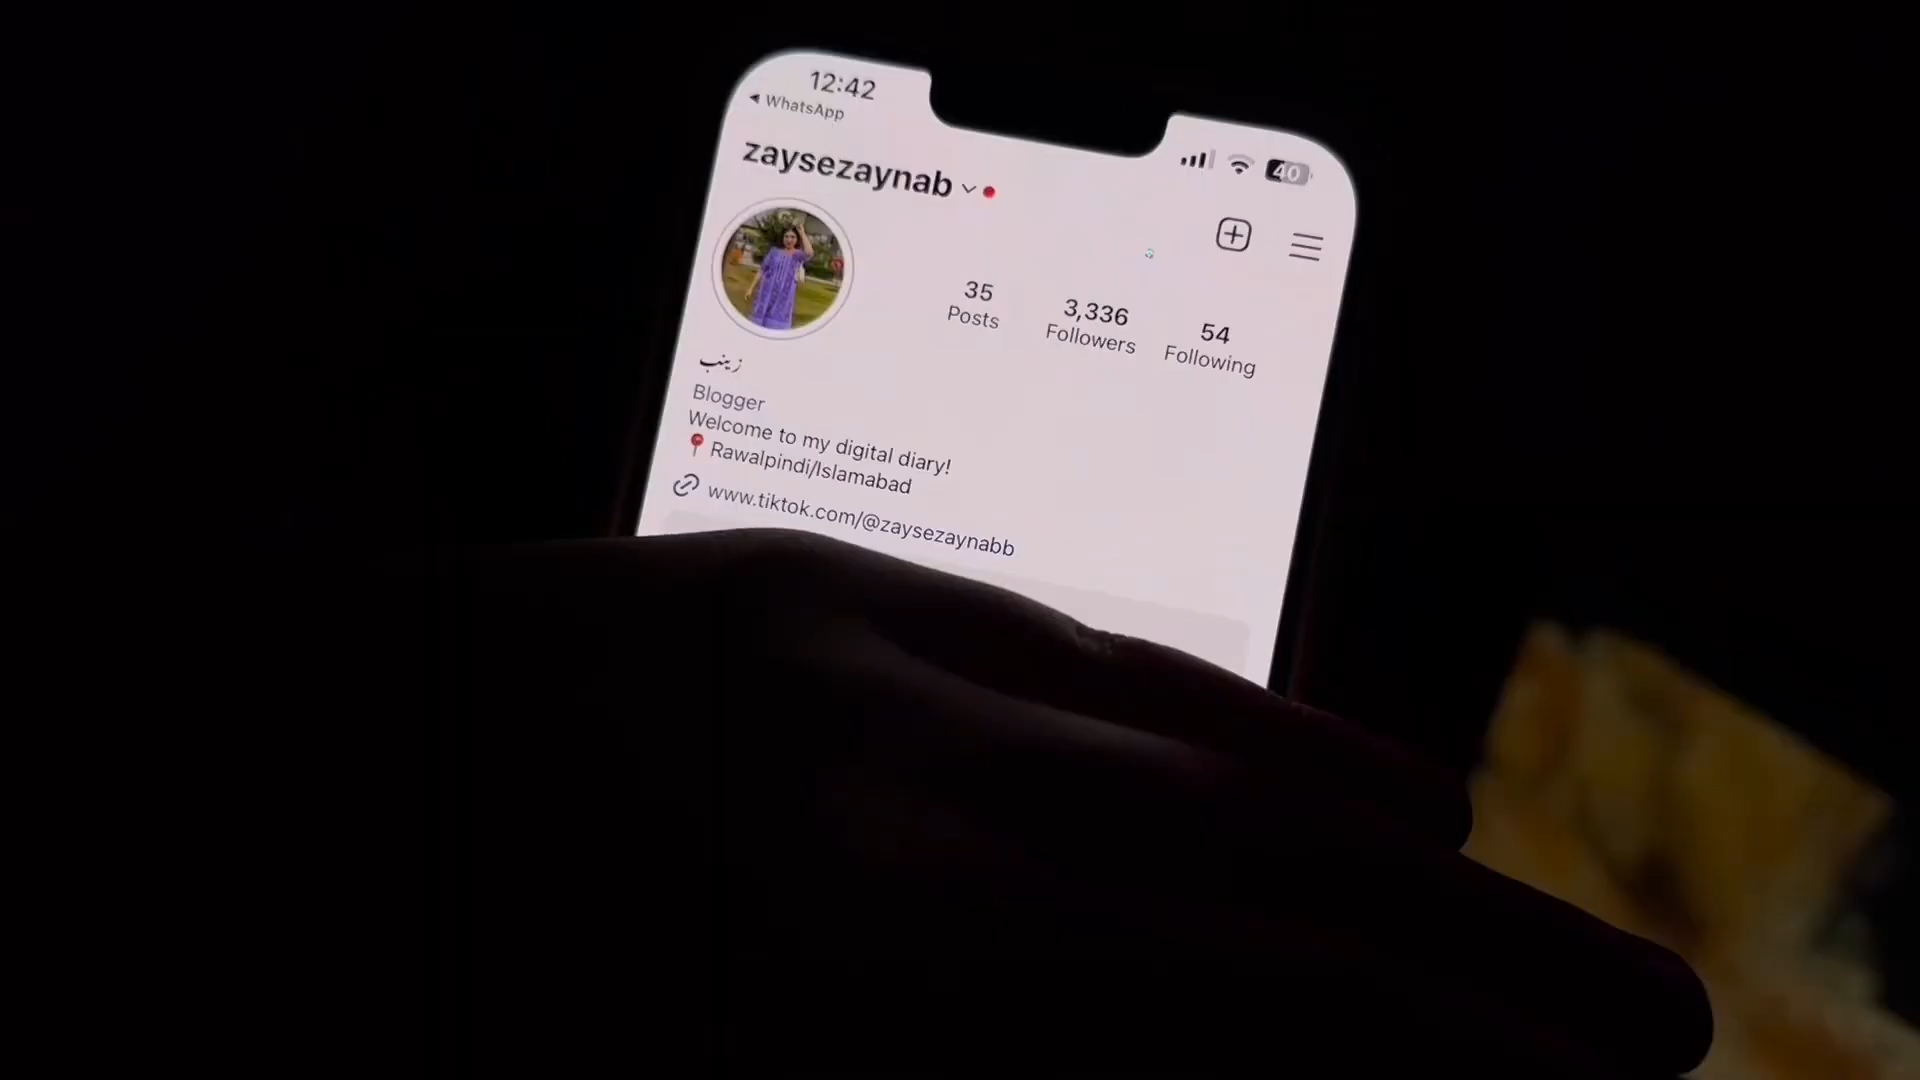 12:42
WhatsApp
40
zaysezaynab
35
Posts
3,336
Followers
54
Following
زینب
Blogger
Welcome to my digital diary!
Rawalpindi/Islamabad
www.tiktok.com/@zaysezaynabb